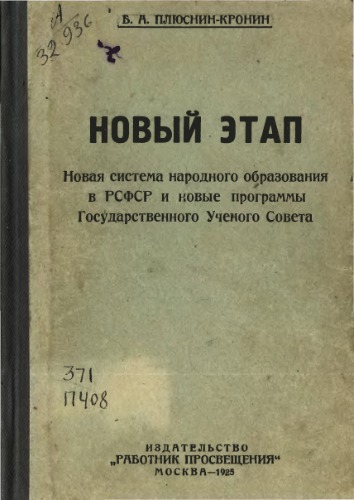 Б. А. ПЛЮСНИН-КРОНИН
А
32936
НОВЫЙ ЭТАП
Новая система народного образования
в РСФСР и новые программы
Государственного Ученого Совета
371
П408
ИЗДАТЕЛЬСТВО
„РАБОТНИК ПРОСВЕЩЕНИЯ“
МОСКВА—1925